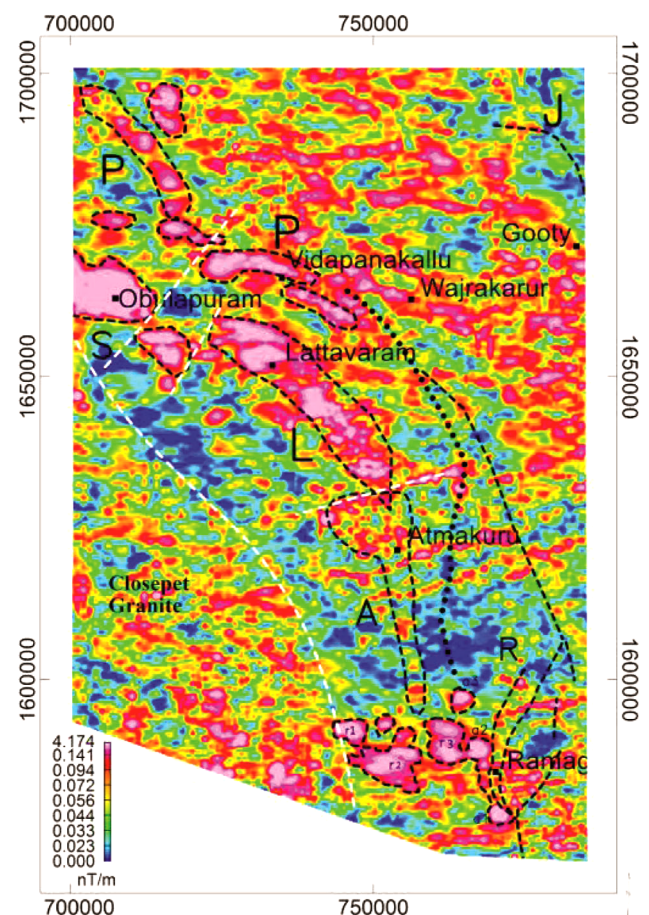 700000 750000
1700000 1700000
J
P
P
Gooty
Vidapanakallu
Wajrakarur
Obulapuram
S
Lattavaram
1650000 1650000
L
Atmakuru
Closepet
Granite
A
R
1600000 1600000
r1
g2
r3
r2
Ramag
4.174
0.141
0.094
0.072
0.056
0.044
0.033
0.023
0.000
nT/m
700000 750000